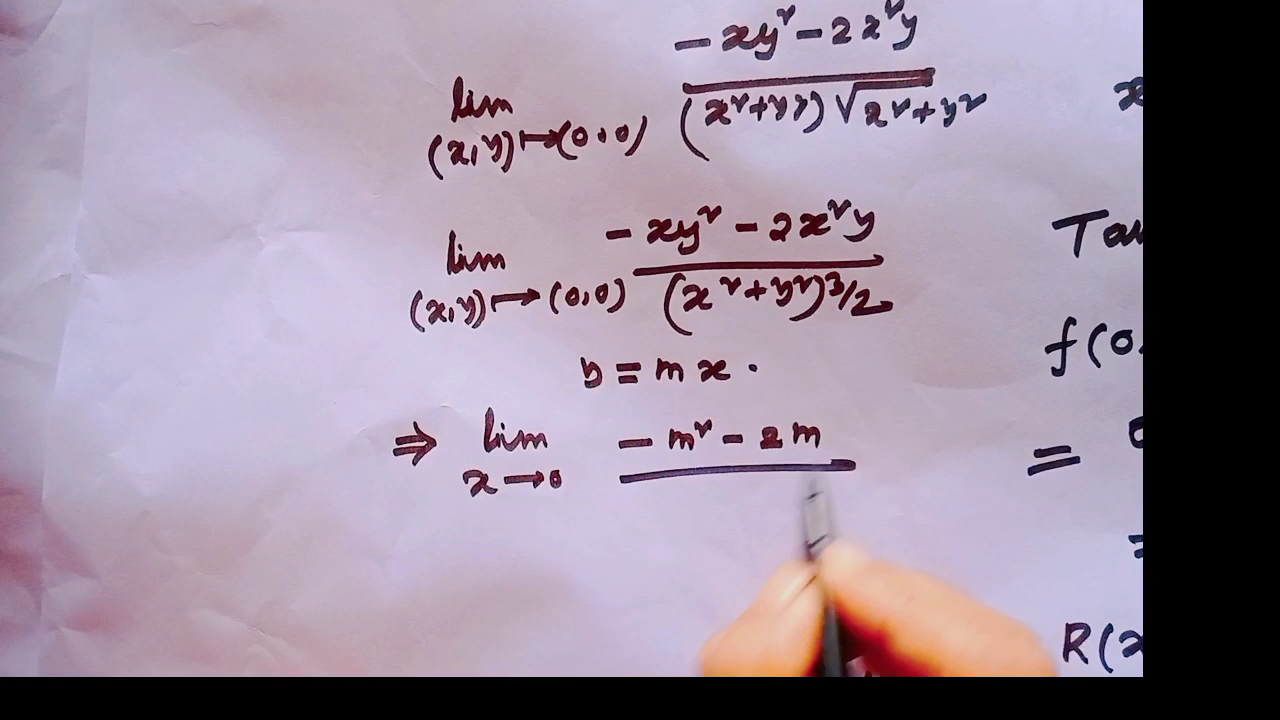 - xy² - 2x²y
lim
(x,y)↦(0,0)
(x²+y²)√x²+y²
x
- xy² - 2x²y
lim
(x,y)↦(0,0)
(x²+y²)3/2
y = mx.
f(0,
⇒ lim - m² - 2m
x→0
=
=
R(x